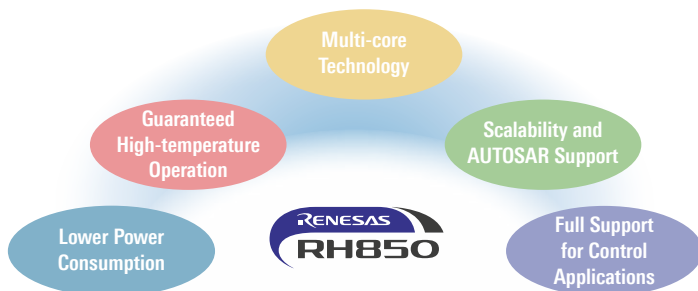 Multi-core
Technology
Guaranteed
High-temperature
Operation
Scalability and
AUTOSAR Support
Lower Power
Consumption
RENESAS
RH850
Full Support
for Control
Applications